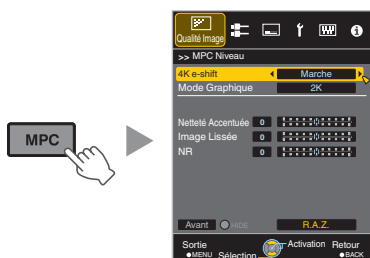 MPC
Qualité Image
>> MPC Niveau
4K e-shift Marche
Mode Graphique 2K
Netteté Accentuée 0
Image Lissée 0
NR 0
Avant HIDE R.A.Z.
Sortie Activation Retour
MENU Sélection BACK